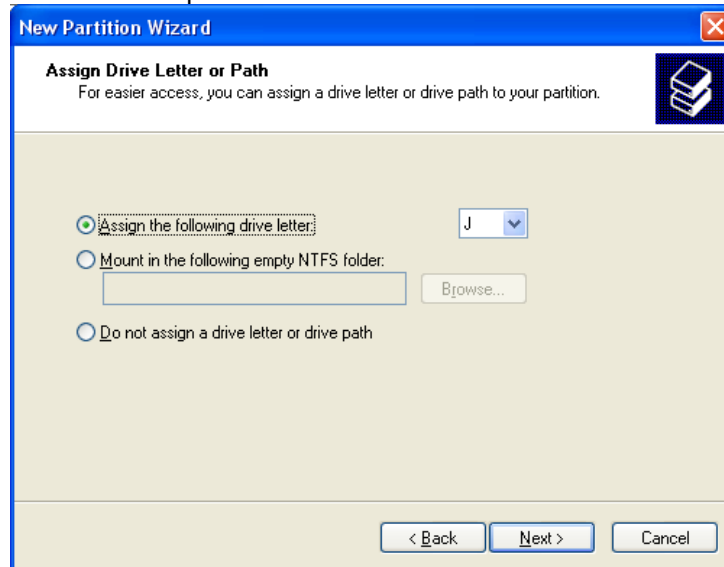 New Partition Wizard
Assign Drive Letter or Path
For easier access, you can assign a drive letter or drive path to your partition.
Assign the following drive letter:
J
Mount in the following empty NTFS folder:
Browse...
Do not assign a drive letter or drive path
< Back
Next >
Cancel